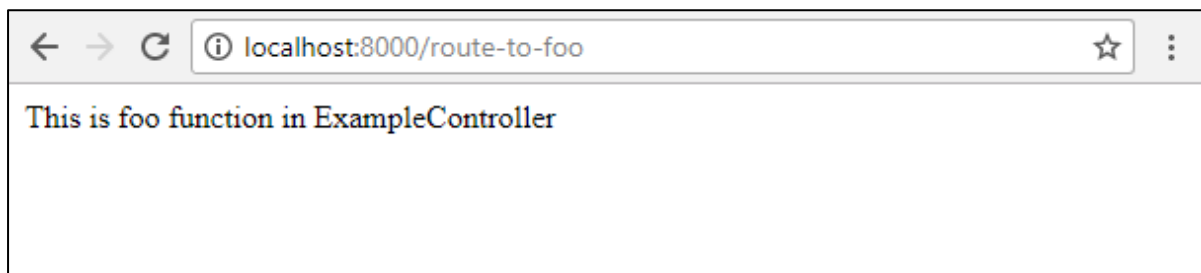 localhost:8000/route-to-foo
This is foo function in ExampleController